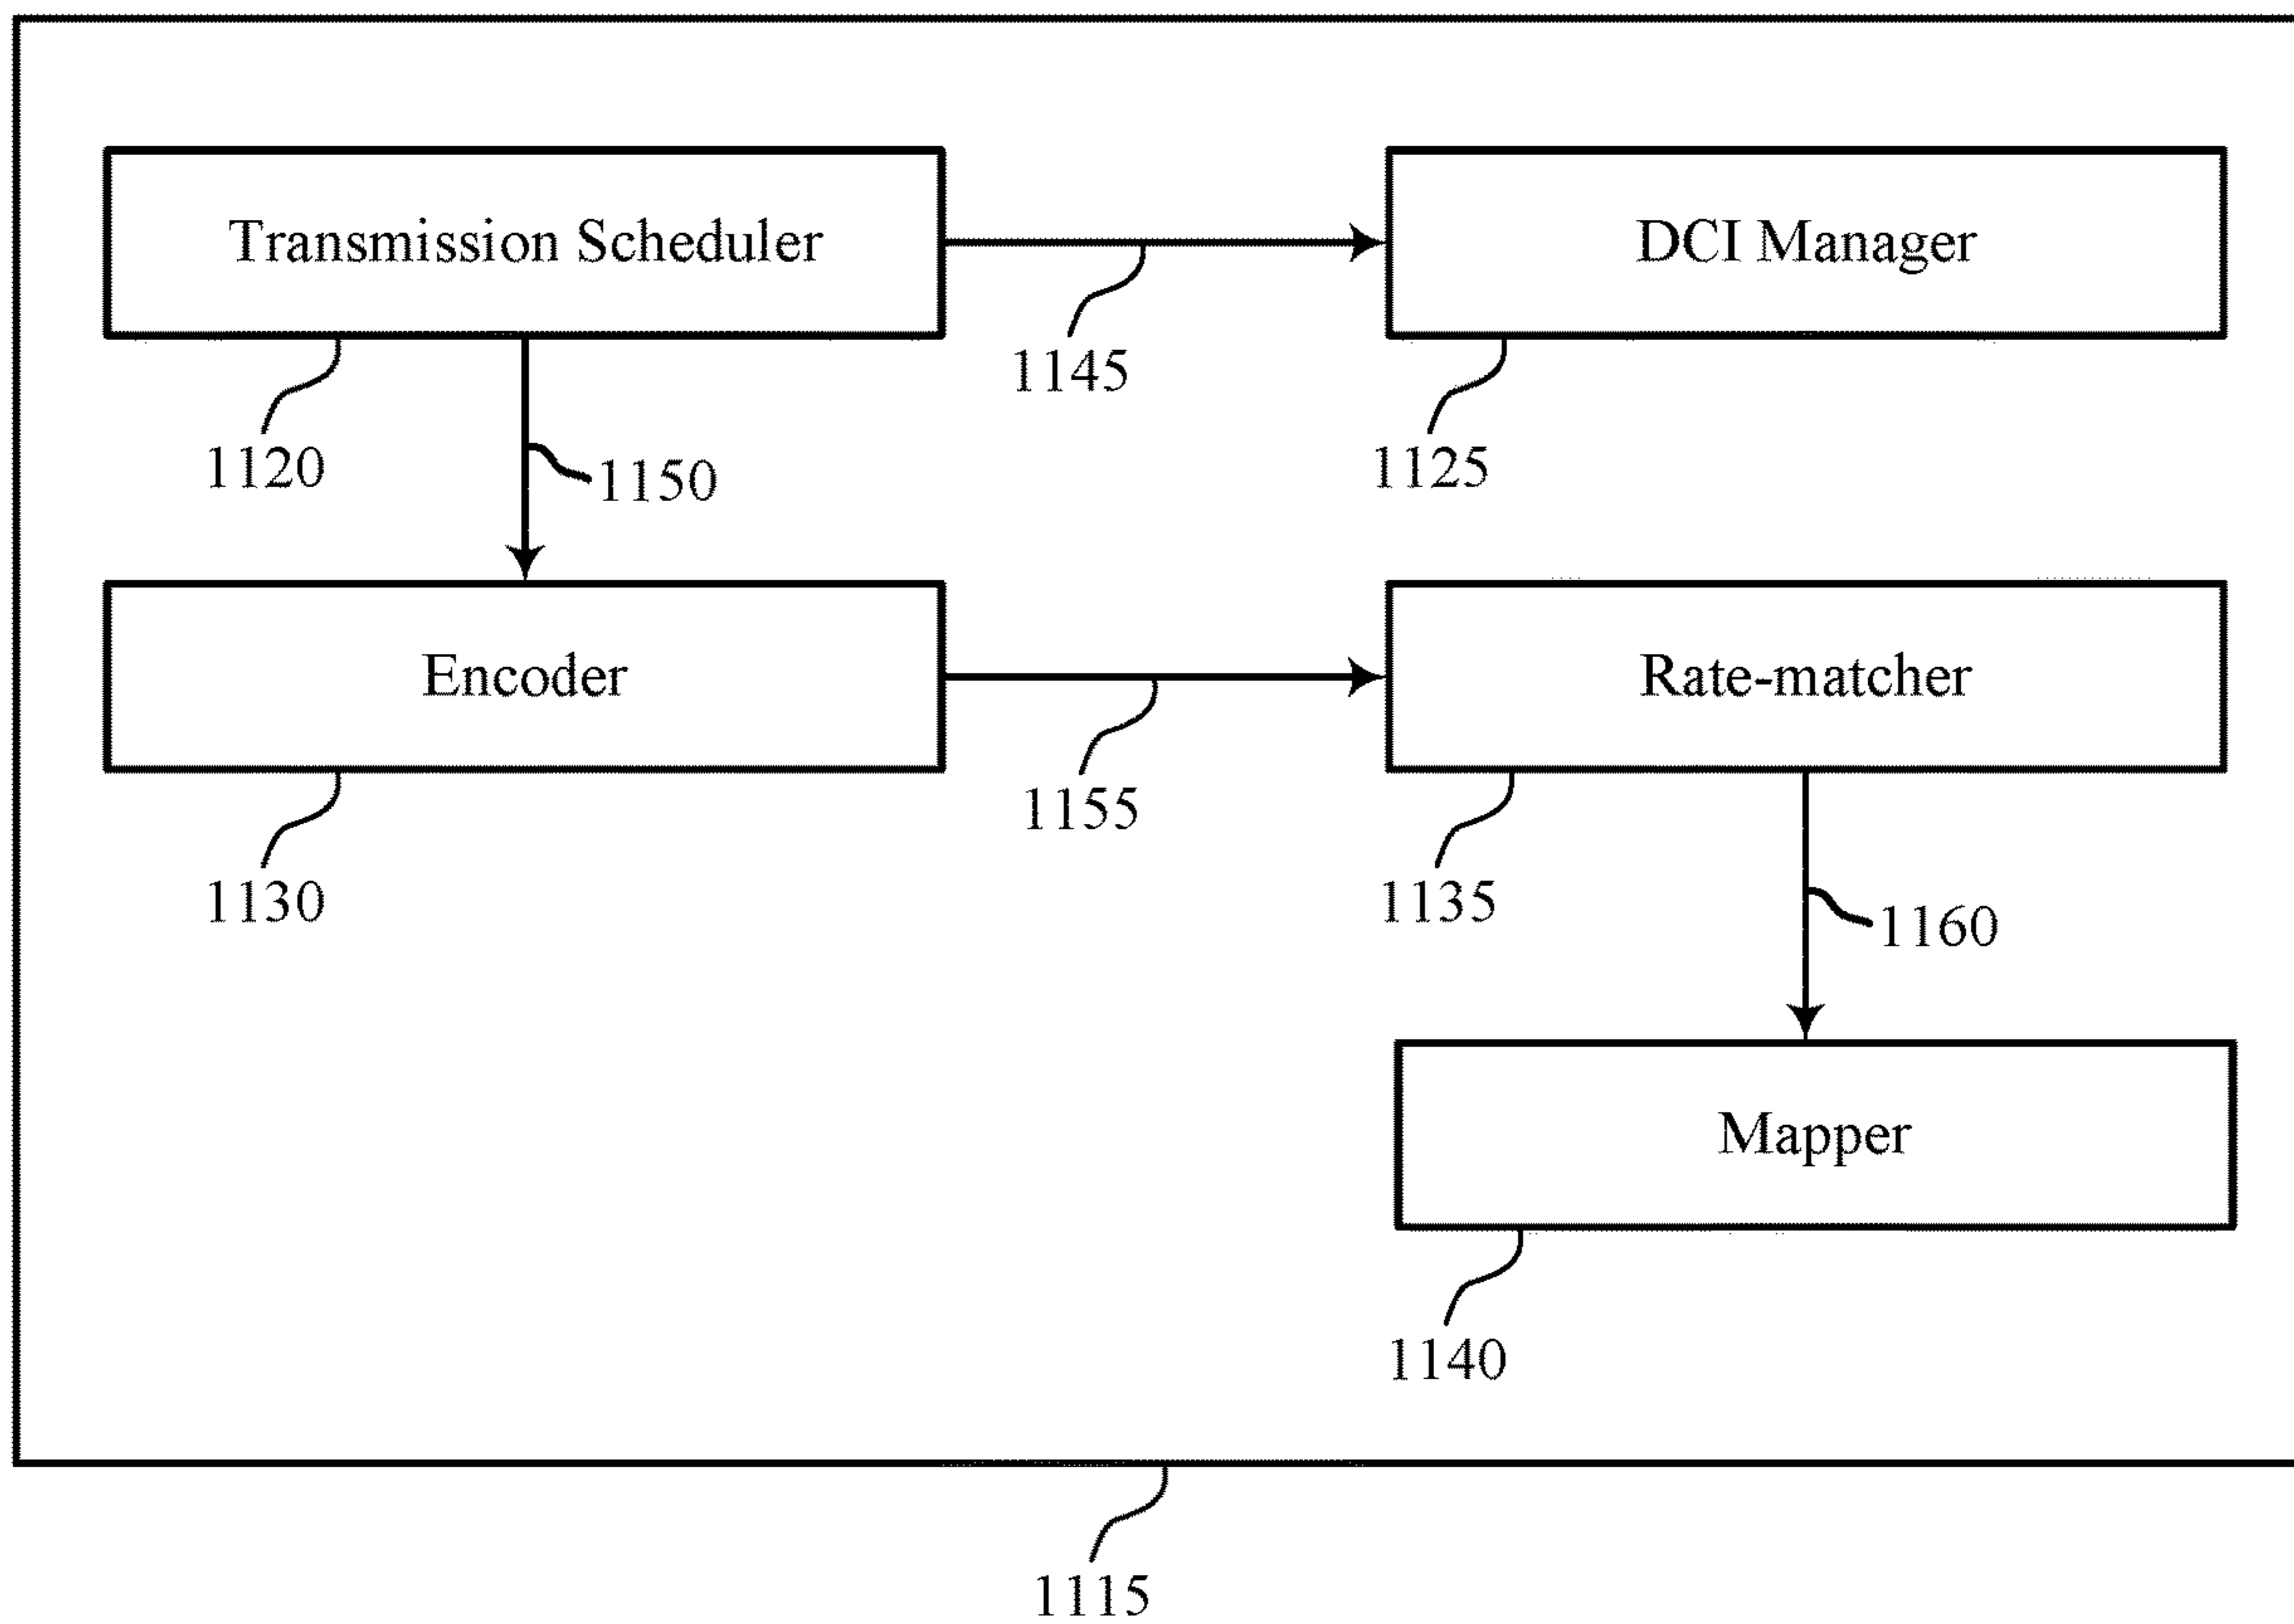 Transmission Scheduler
DCI Manager
1145
1120
1150
1125
Encoder
Rate-matcher
1155
1130
1135
1160
Mapper
1140
1115